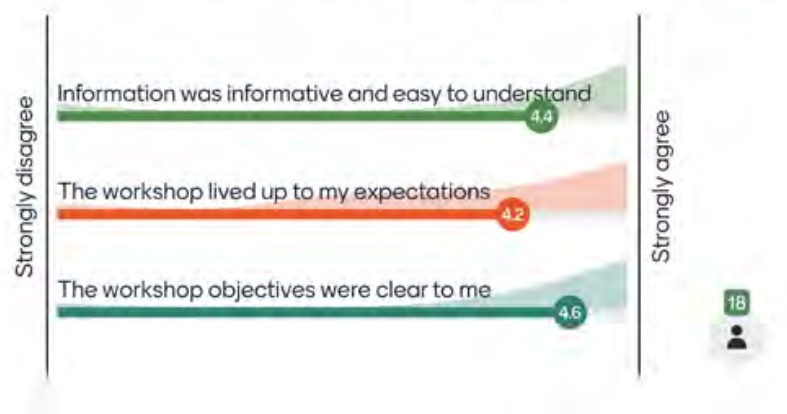 Strongly disagree
Information was informative and easy to understand
4.4
The workshop lived up to my expectations
4.2
The workshop objectives were clear to me
4.6
Strongly agree
18